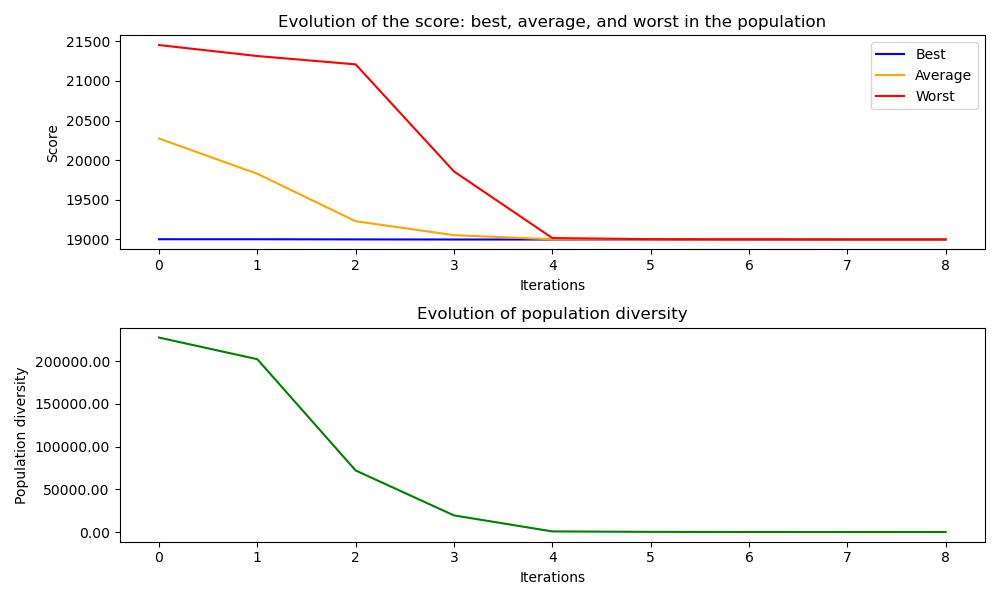 Evolution of the score: best, average, and worst in the population
21500
21000
20500
20000
19500
19000
Score
Best
Average
Worst
0 1 2 3 4 5 6 7 8
Iterations
Evolution of population diversity
200000.00
150000.00
100000.00
50000.00
0.00
Population diversity
0 1 2 3 4 5 6 7 8
Iterations